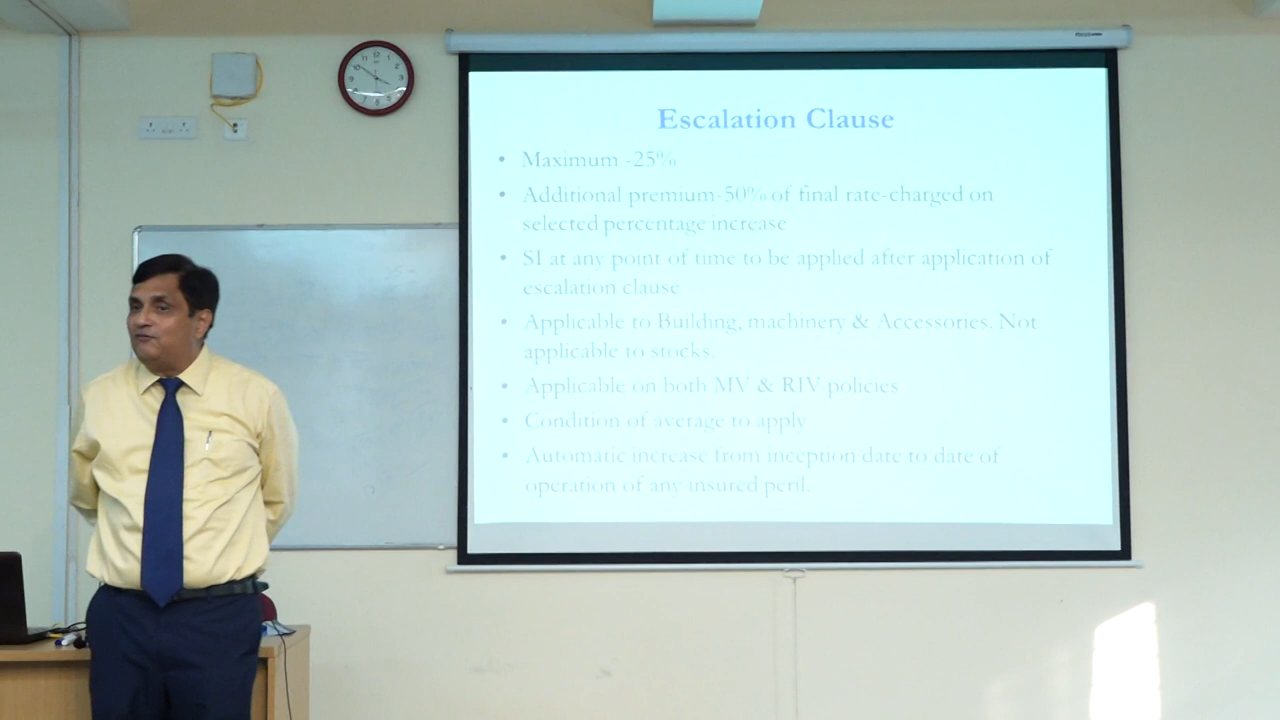 Escalation Clause
• Maximum -25%
• Additional premium-50% of final rate-charged on
selected percentage increase
• SI at any point of time to be applied after application of
escalation clause
• Applicable to Building, machinery & Accessories. Not
applicable to stocks.
• Applicable on both MV & RIV policies
• Condition of average to apply
• Automatic increase from inception date to date of
operation of any insured peril.